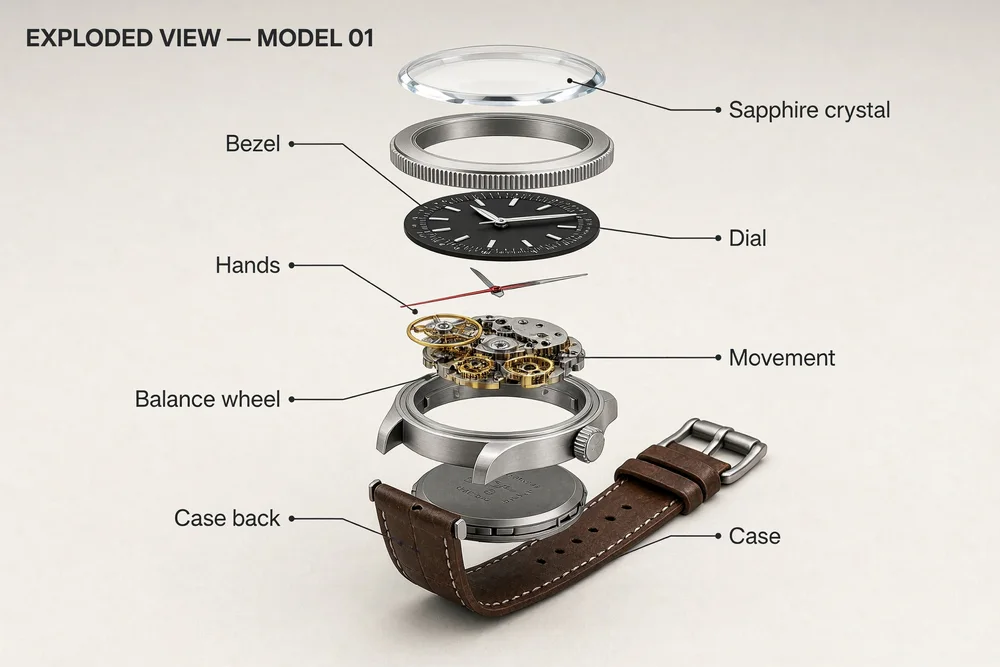 EXPLODED VIEW — MODEL 01
Sapphire crystal
Bezel
Dial
Hands
Movement
Balance wheel
Case back
Case